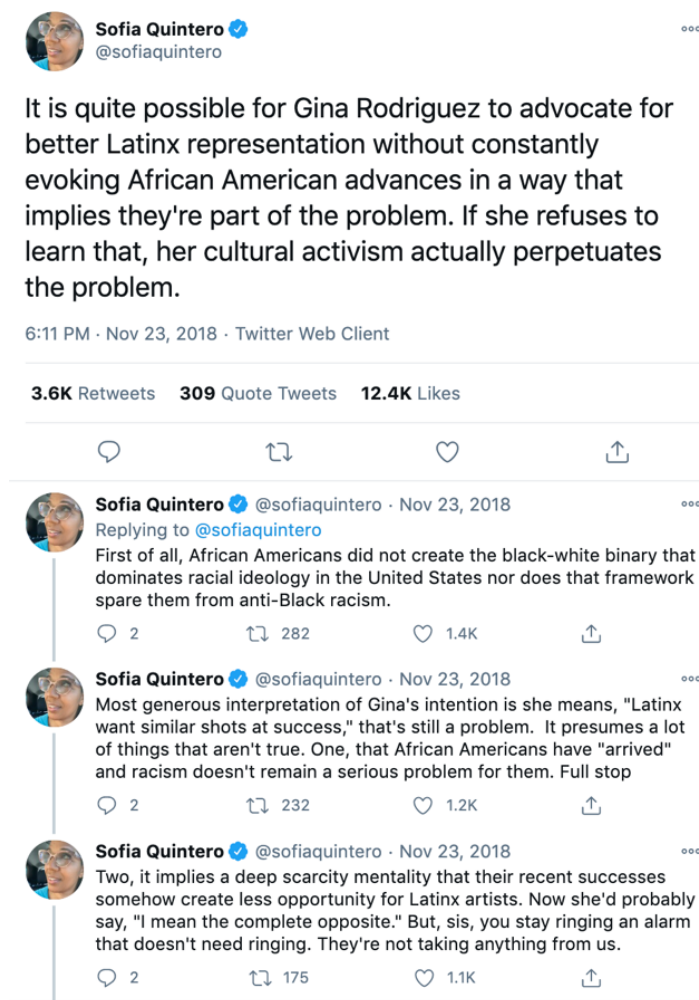 Sofia Quintero
@sofiaquintero
It is quite possible for Gina Rodriguez to advocate for
better Latinx representation without constantly
evoking African American advances in a way that
implies they're part of the problem. If she refuses to
learn that, her cultural activism actually perpetuates
the problem.
6:11 PM · Nov 23, 2018 · Twitter Web Client
3.6K Retweets 309 Quote Tweets 12.4K Likes
Sofia Quintero @sofiaquintero · Nov 23, 2018
Replying to @sofiaquintero
First of all, African Americans did not create the black-white binary that
dominates racial ideology in the United States nor does that framework
spare them from anti-Black racism.
2 282 1.4K
Sofia Quintero @sofiaquintero · Nov 23, 2018
Most generous interpretation of Gina's intention is she means, "Latinx
want similar shots at success," that's still a problem. It presumes a lot
of things that aren't true. One, that African Americans have "arrived"
and racism doesn't remain a serious problem for them. Full stop
2 232 1.2K
Sofia Quintero @sofiaquintero · Nov 23, 2018
Two, it implies a deep scarcity mentality that their recent successes
somehow create less opportunity for Latinx artists. Now she'd probably
say, "I mean the complete opposite." But, sis, you stay ringing an alarm
that doesn't need ringing. They're not taking anything from us.
2 175 1.1K